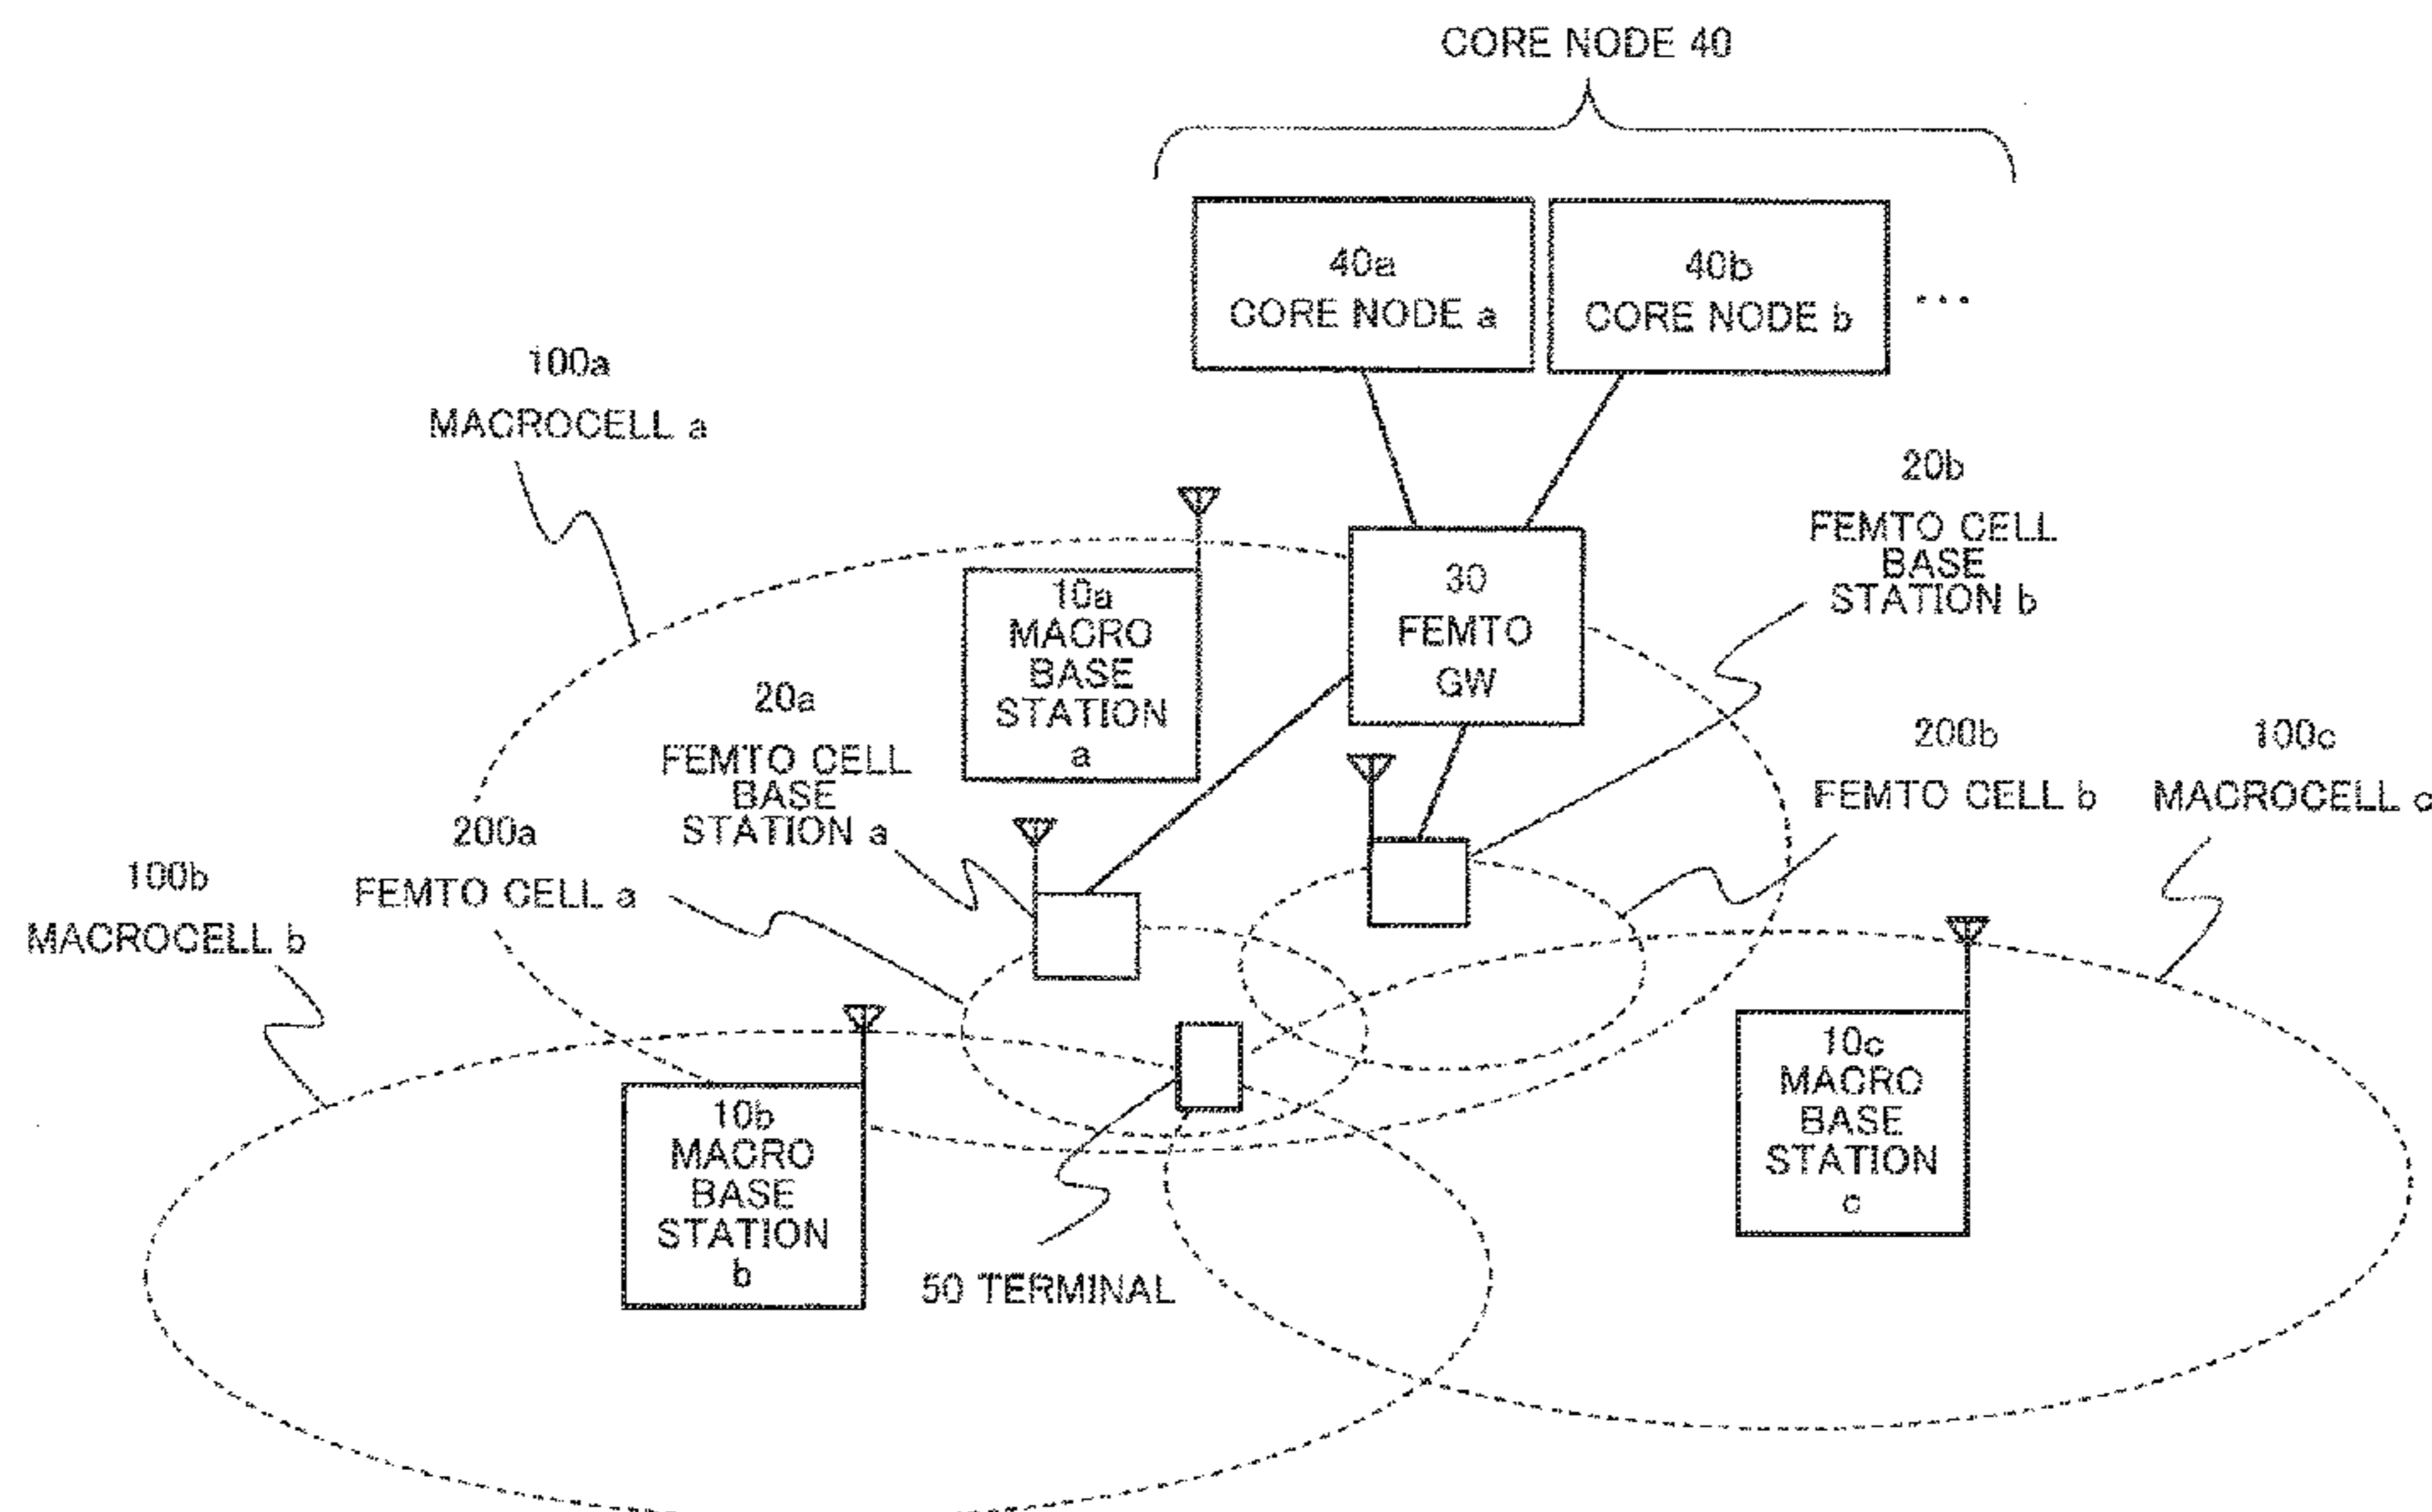 CORE NODE 40
40a
CORE NODE a
40b
CORE NODE b
...
100a
MACROCELL a
20b
FEMTO CELL
BASE
STATION b
10a
MACRO
BASE
STATION
a
30
FEMTO
GW
20a
FEMTO CELL
BASE
STATION a
200b
FEMTO CELL b
100c
MACROCELL c
200a
FEMTO CELL a
100b
MACROCELL b
10b
MACRO
BASE
STATION
b
10c
MACRO
BASE
STATION
c
50 TERMINAL